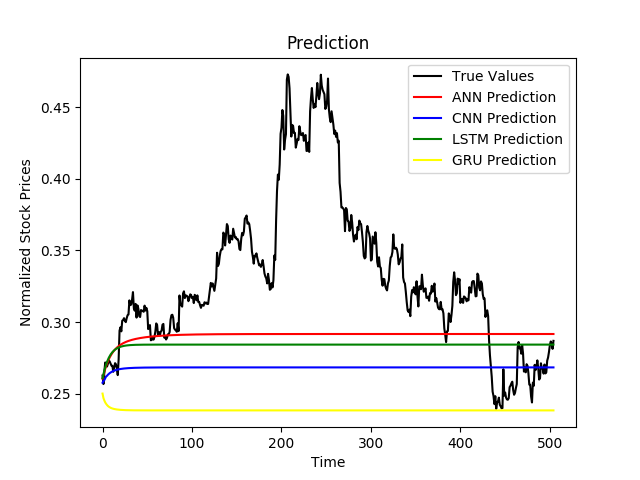 Prediction
True Values
ANN Prediction
CNN Prediction
LSTM Prediction
GRU Prediction
Normalized Stock Prices
0.45
0.40
0.35
0.30
0.25
0 100 200 300 400 500
Time